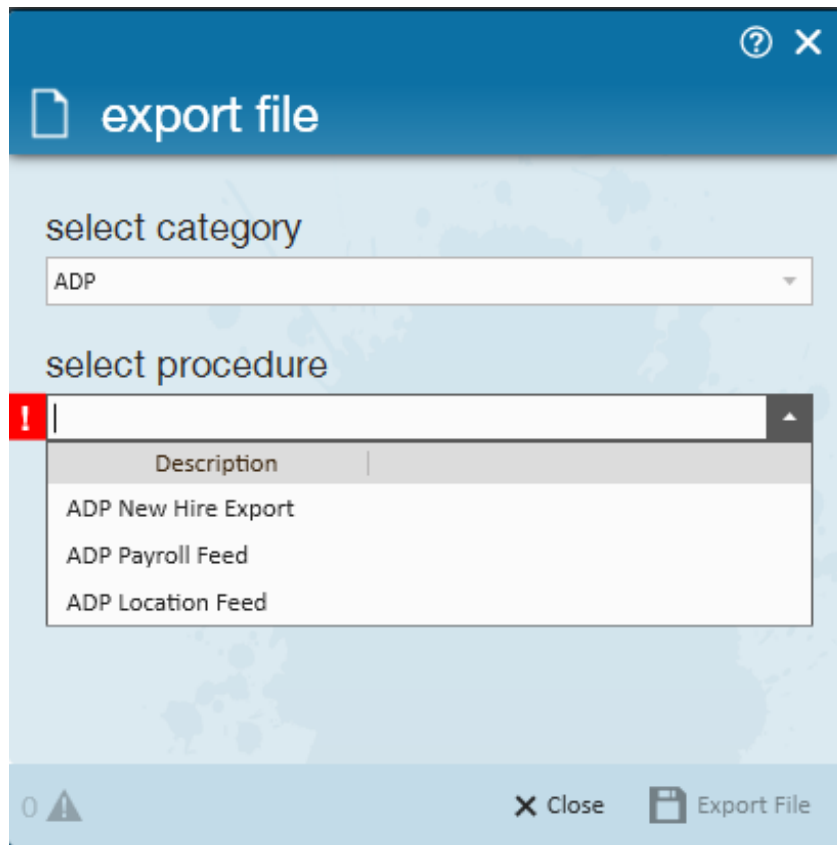 export file
select category
ADP
select procedure
!
Description
ADP New Hire Export
ADP Payroll Feed
ADP Location Feed
0 Close Export File